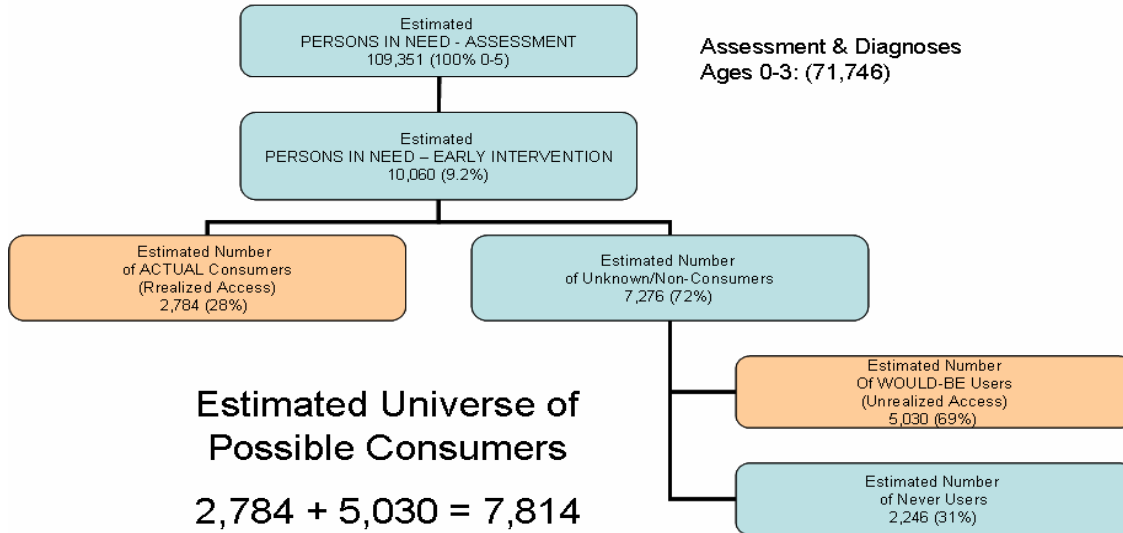 Estimated
PERSONS IN NEED - ASSESSMENT
109,351 (100% 0-5)
Assessment & Diagnoses
Ages 0-3: (71,746)
Estimated
PERSONS IN NEED – EARLY INTERVENTION
10,060 (9.2%)
Estimated Number
of ACTUAL Consumers
(Rrealized Access)
2,784 (28%)
Estimated Number
of Unknown/Non-Consumers
7,276 (72%)
Estimated Number
Of WOULD-BE Users
(Unrealized Access)
5,030 (69%)
Estimated Universe of
Possible Consumers
2,784 + 5,030 = 7,814
Estimated Number
of Never Users
2,246 (31%)